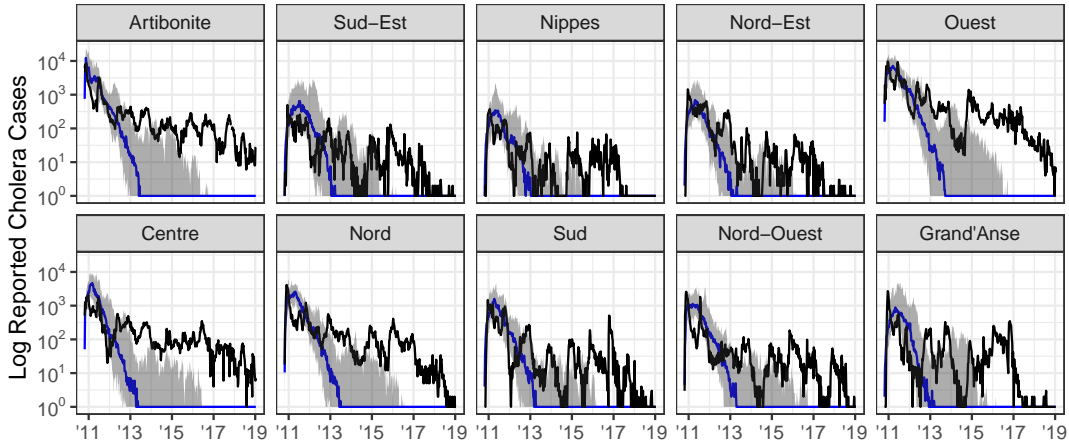 Artibonite Sud−Est Nippes Nord−Est Ouest
Log Reported Cholera Cases
10^4
10^3
10^2
10^1
10^0
Centre Nord Sud Nord−Ouest Grand'Anse
10^4
10^3
10^2
10^1
10^0
'11 '13 '15 '17 '19 '11 '13 '15 '17 '19 '11 '13 '15 '17 '19 '11 '13 '15 '17 '19 '11 '13 '15 '17 '19